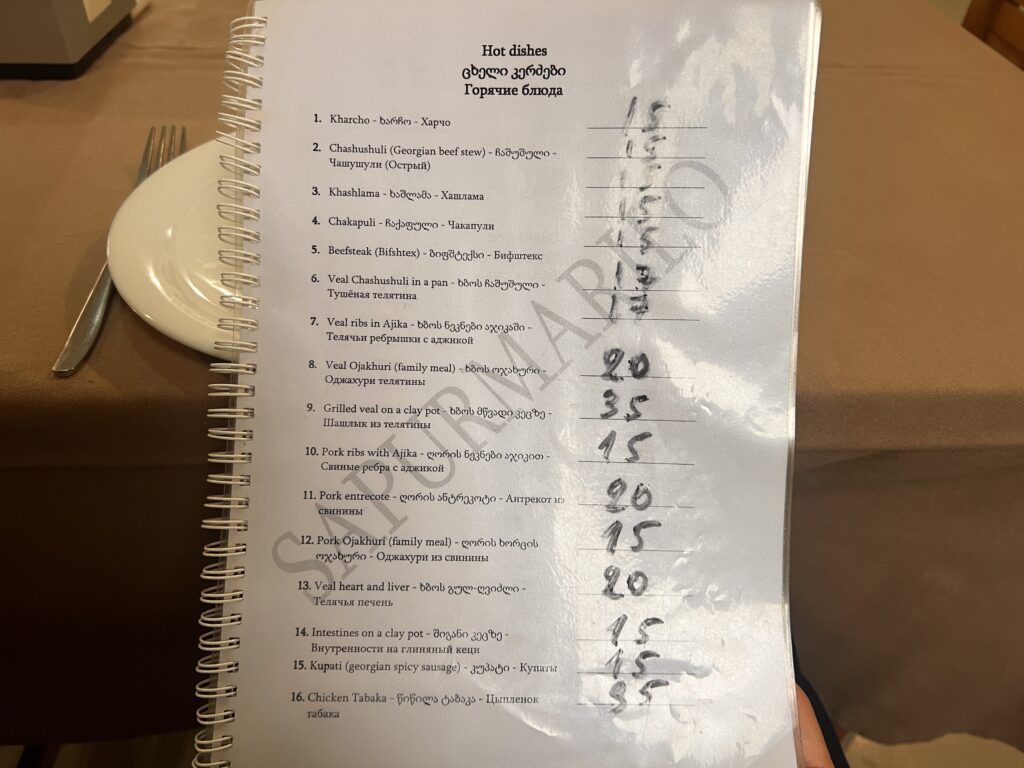 Hot dishes
ცხელი კერძები
Горячие блюда
1. Kharcho - ხარჩო - Харчо
2. Chashushuli (Georgian beef stew) - ჩაშუშული -
Чашушули (Острый)
3. Khashlama - ხაშლამა - Хашлама
4. Chakapuli - ჩაქაფული - Чакапули
5. Beefsteak (Bifshtex) - ბიფშტექსი - Бифштекс
6. Veal Chashushuli in a pan - ხბოს ჩაშუშული -
Тушёная телятина
7. Veal ribs in Ajika - ხბოს ნეკნები აჯიკაში -
Телячьи ребрышки с аджикой
8. Veal Ojakhuri (family meal) - ხბოს ოჯახური - 20
Оджахури телятины
9. Grilled veal on a clay pot - ხბოს მწვადი კეცზე - 35
Шашлык из телятины
10. Pork ribs with Ajika - ღორის ნეკნები აჯიკით - 15
Свиные ребра с аджикой
11. Pork entrecote - ღორის ანტრეკოტი - Антрекот из 20
свинины
12. Pork Ojakhuri (family meal) - ღორის ხორცის 15
ოჯახური - Оджахури из свинины
13. Veal heart and liver - ხბოს გულ-ღვიძლი - 20
Телячья печень
14. Intestines on a clay pot - შიგანი კეცზე - 15
Внутренности на глиняный кеци
15. Kupati (georgian spicy sausage) - კუპატი - Купаты 15
16. Chicken Tabaka - წიწილა ტაბაკა - Цыпленок
табака
SAPURMARILO